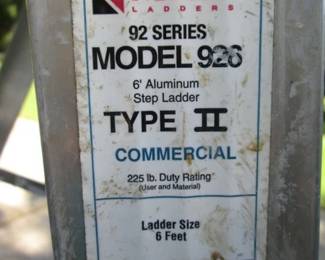 LADDERS
92 SERIES
MODEL 926
6' Aluminum
Step Ladder
TYPE II
COMMERCIAL
225 lb. Duty Rating
(User and Material)
Ladder Size
6 Feet